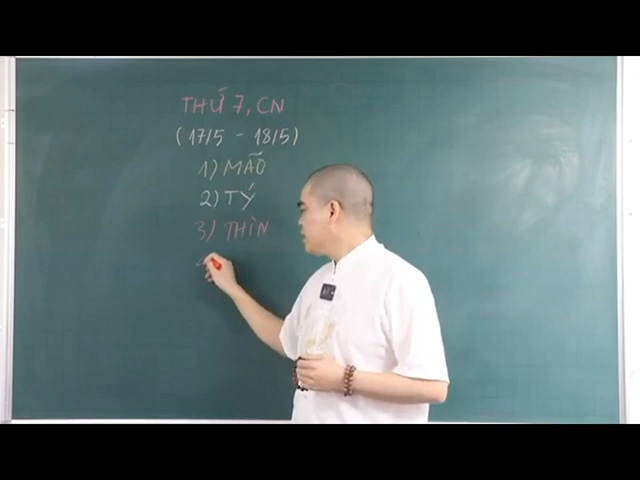 THỨ 7, CN
(17/5 - 18/5)
1) MÃO
2) TÝ
3) THÌN